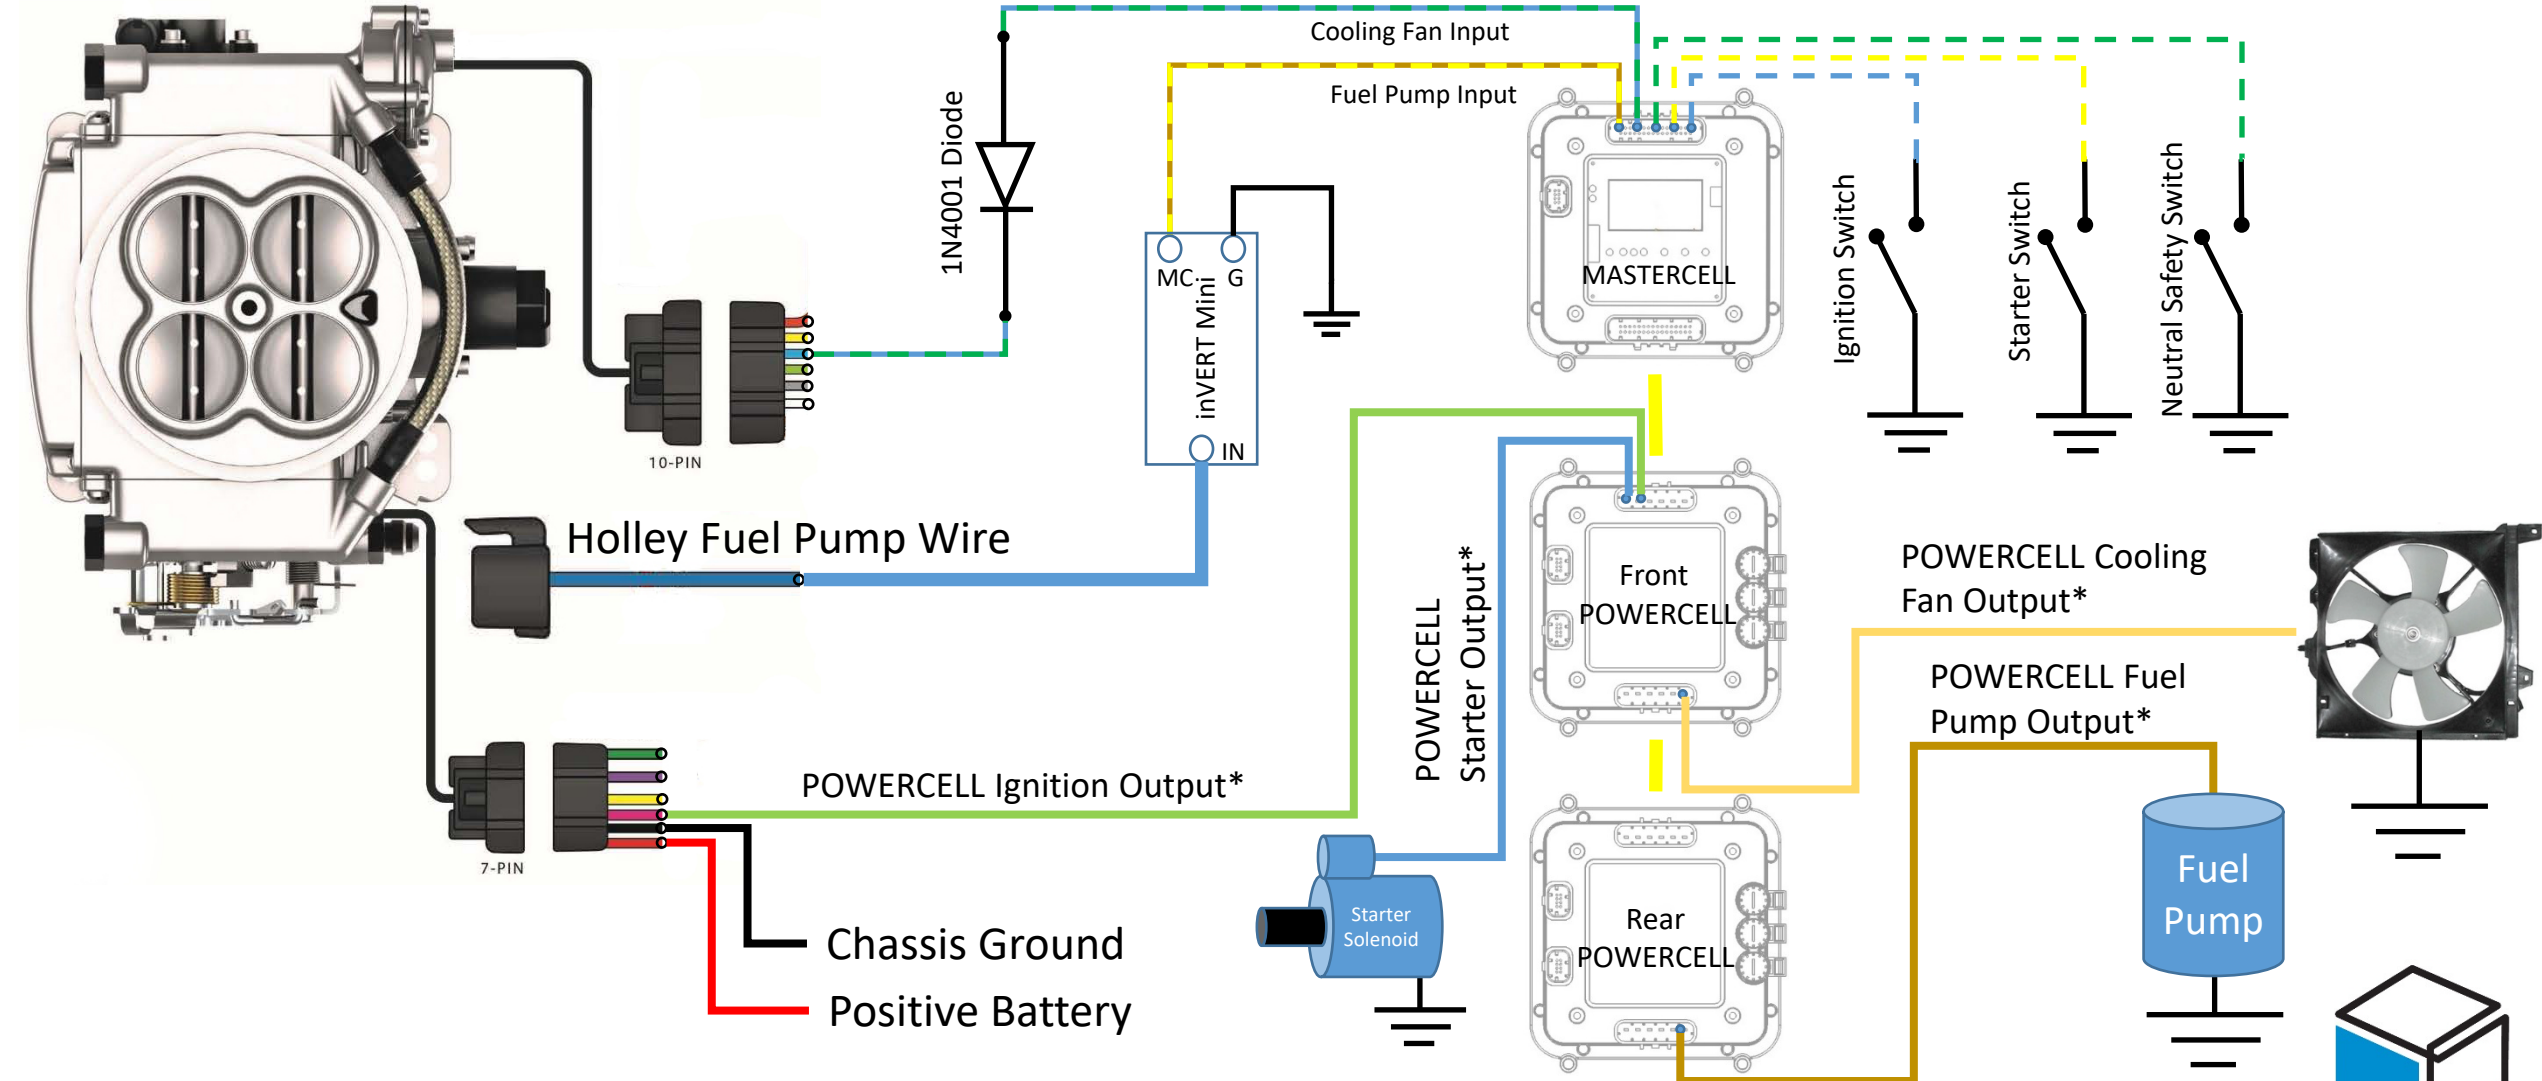 Cooling Fan Input
Fuel Pump Input
1N4001 Diode
MC
G
inVERT Mini
IN
MASTERCELL
Ignition Switch
Starter Switch
Neutral Safety Switch
10-PIN
Holley Fuel Pump Wire
Front
POWERCELL
POWERCELL
Starter Output*
POWERCELL Cooling
Fan Output*
POWERCELL Fuel
Pump Output*
POWERCELL Ignition Output*
7-PIN
Chassis Ground
Positive Battery
Starter
Solenoid
Rear
POWERCELL
Fuel
Pump